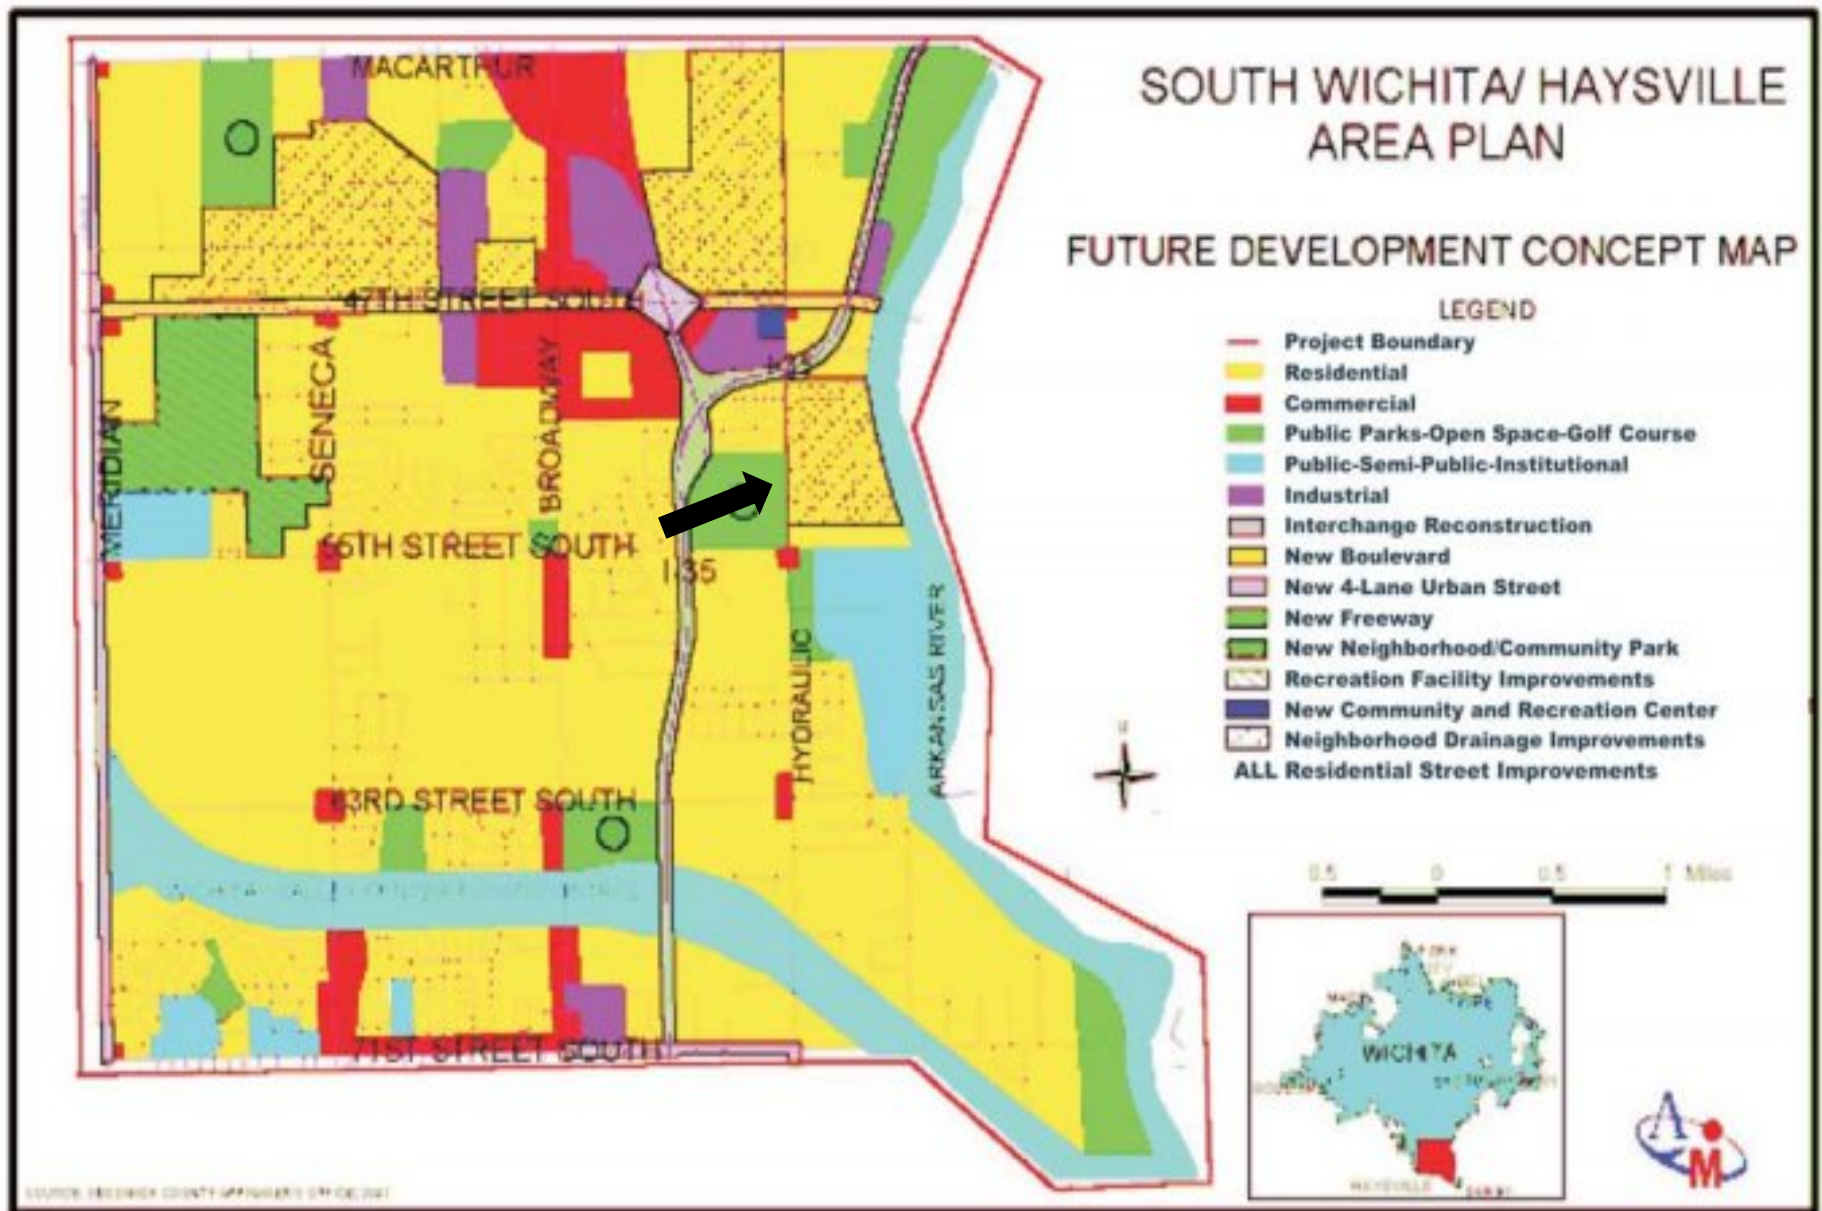 SOUTH WICHITA/ HAYSVILLE
AREA PLAN
FUTURE DEVELOPMENT CONCEPT MAP
LEGEND
Project Boundary
Residential
Commercial
Public Parks-Open Space-Golf Course
Public-Semi-Public-Institutional
Industrial
Interchange Reconstruction
New Boulevard
New 4-Lane Urban Street
New Freeway
New Neighborhood/Community Park
Recreation Facility Improvements
New Community and Recreation Center
Neighborhood Drainage Improvements
ALL Residential Street Improvements
MACARTHUR
47TH STREET SOUTH
SENECA
BROADWAY
MERIDIAN
55TH STREET SOUTH
I-35
HYDRAULIC
ARKANSAS RIVER
63RD STREET SOUTH
71ST STREET SOUTH
0.5 0 0.5 1 Miles
WICHITA
HAYSVILLE
DERBY
A M